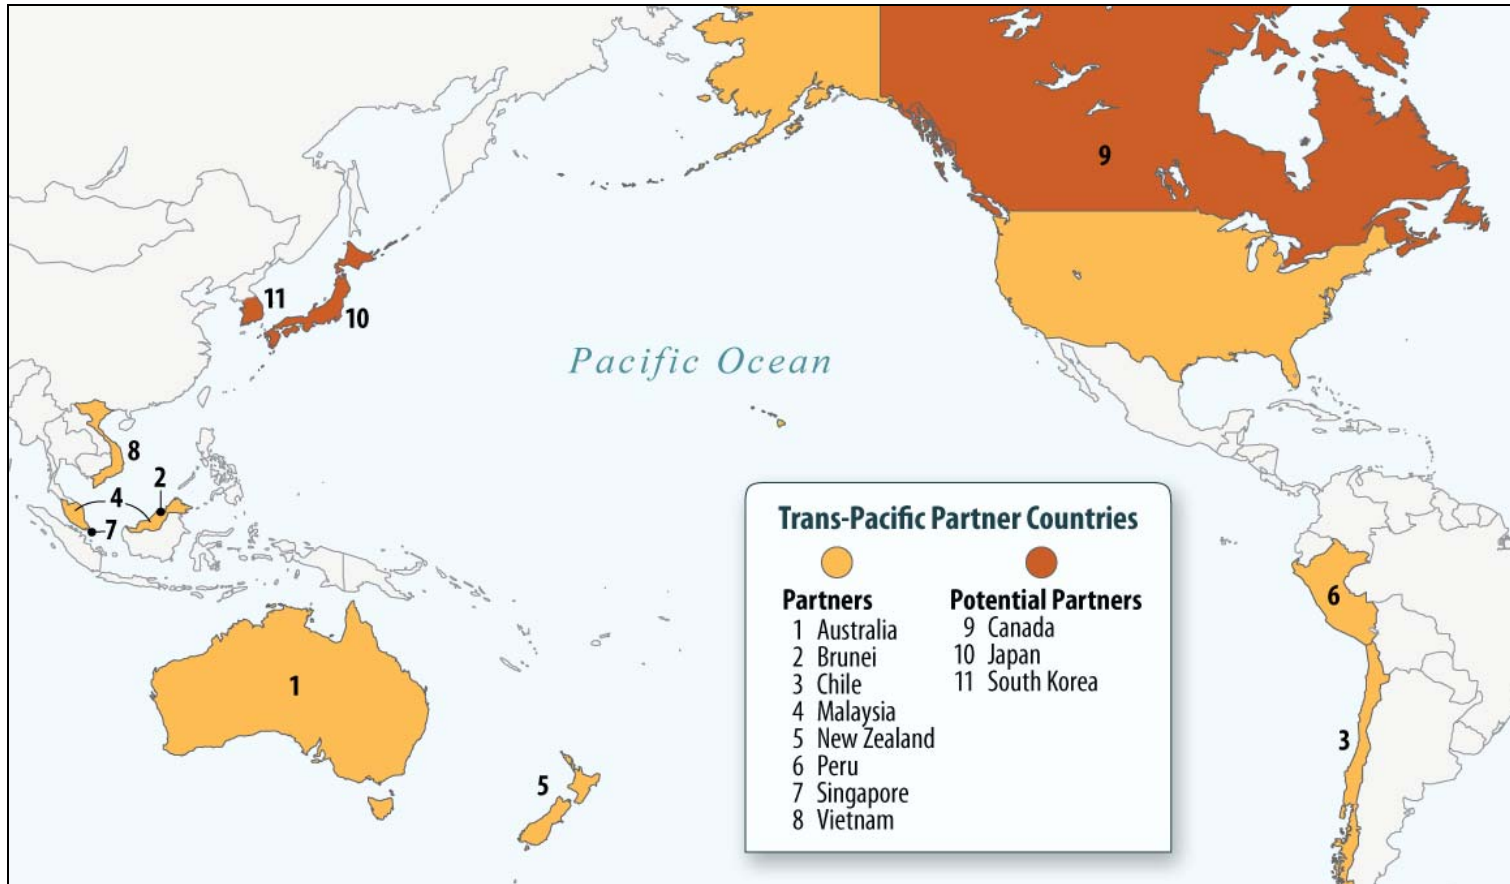 9
11
10
Pacific Ocean
8
2
4
7
Trans-Pacific Partner Countries
Partners
1 Australia
2 Brunei
3 Chile
4 Malaysia
5 New Zealand
6 Peru
7 Singapore
8 Vietnam
Potential Partners
9 Canada
10 Japan
11 South Korea
6
1
3
5